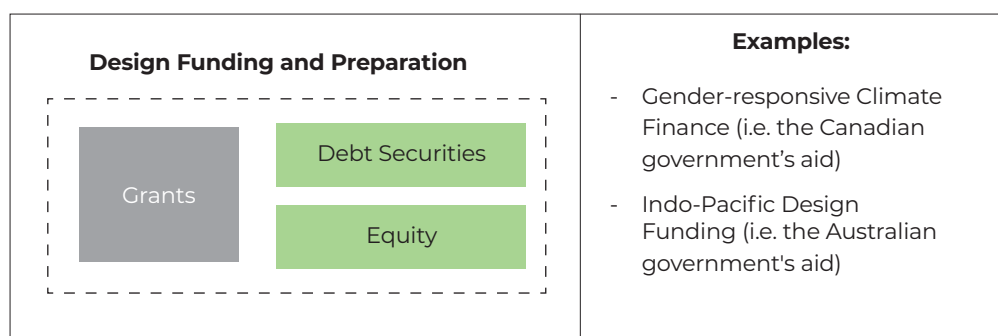 Design Funding and Preparation
Grants
Debt Securities
Equity
Examples:
- Gender-responsive Climate
Finance (i.e. the Canadian
government’s aid)
- Indo-Pacific Design
Funding (i.e. the Australian
government's aid)